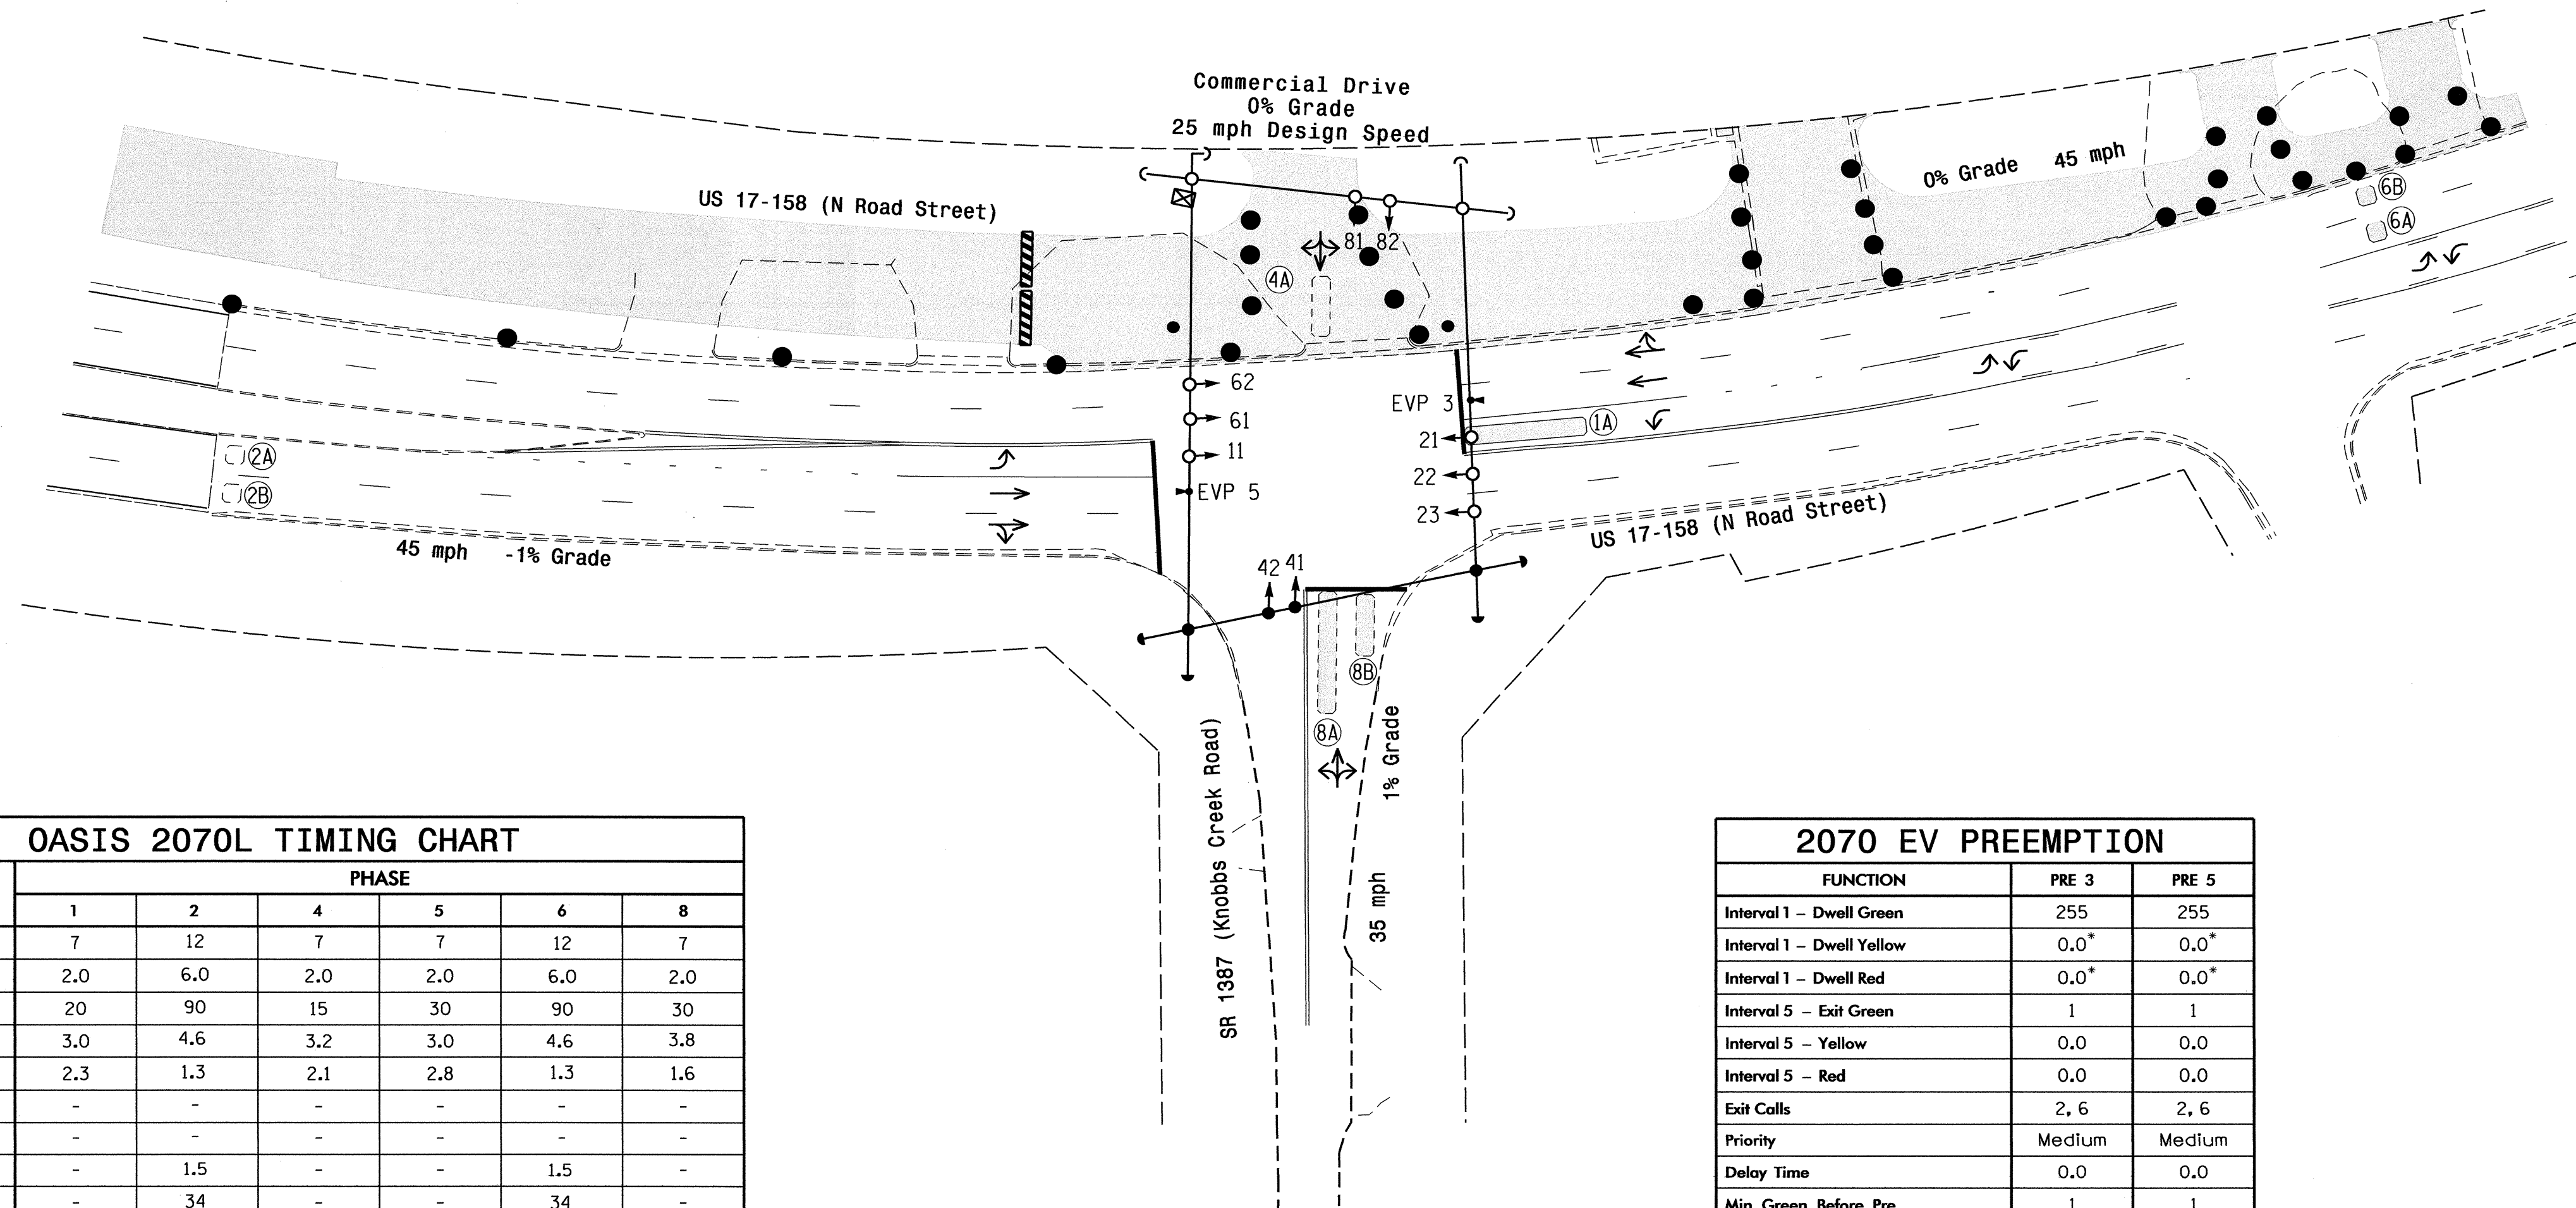 Commercial Drive
0% Grade
25 mph Design Speed
US 17-158 (N Road Street)
0% Grade 45 mph
6B
6A
81 82
4A
62
61
11
EVP 5
EVP 3
1A
21
22
23
2A
2B
45 mph -1% Grade
US 17-158 (N Road Street)
42 41
8B
8A
1% Grade
35 mph
SR 1387 (Knobbs Creek Road)
OASIS 2070L TIMING CHART
PHASE
1 2 4 5 6 8
7 12 7 7 12 7
2.0 6.0 2.0 2.0 6.0 2.0
20 90 15 30 90 30
3.0 4.6 3.2 3.0 4.6 3.8
2.3 1.3 2.1 2.8 1.3 1.6
- - - - - -
- - - - - -
- 1.5 - - 1.5 -
- 34 - - 34 -
2070 EV PREEMPTION
FUNCTION PRE 3 PRE 5
Interval 1 – Dwell Green 255 255
Interval 1 – Dwell Yellow 0.0* 0.0*
Interval 1 – Dwell Red 0.0* 0.0*
Interval 5 – Exit Green 1 1
Interval 5 – Yellow 0.0 0.0
Interval 5 – Red 0.0 0.0
Exit Calls 2, 6 2, 6
Priority Medium Medium
Delay Time 0.0 0.0
Min Green Before Pre 1 1